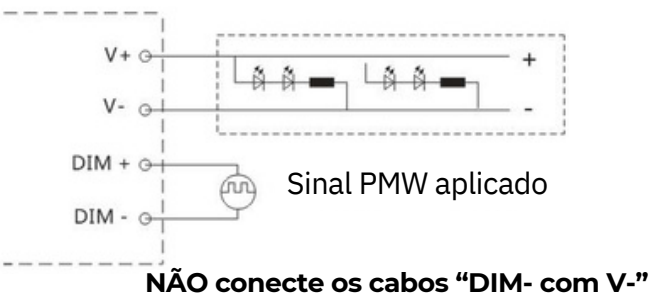 V+
+
V-
-
DIM +
Sinal PMW aplicado
DIM -
NÃO conecte os cabos “DIM- com V-”